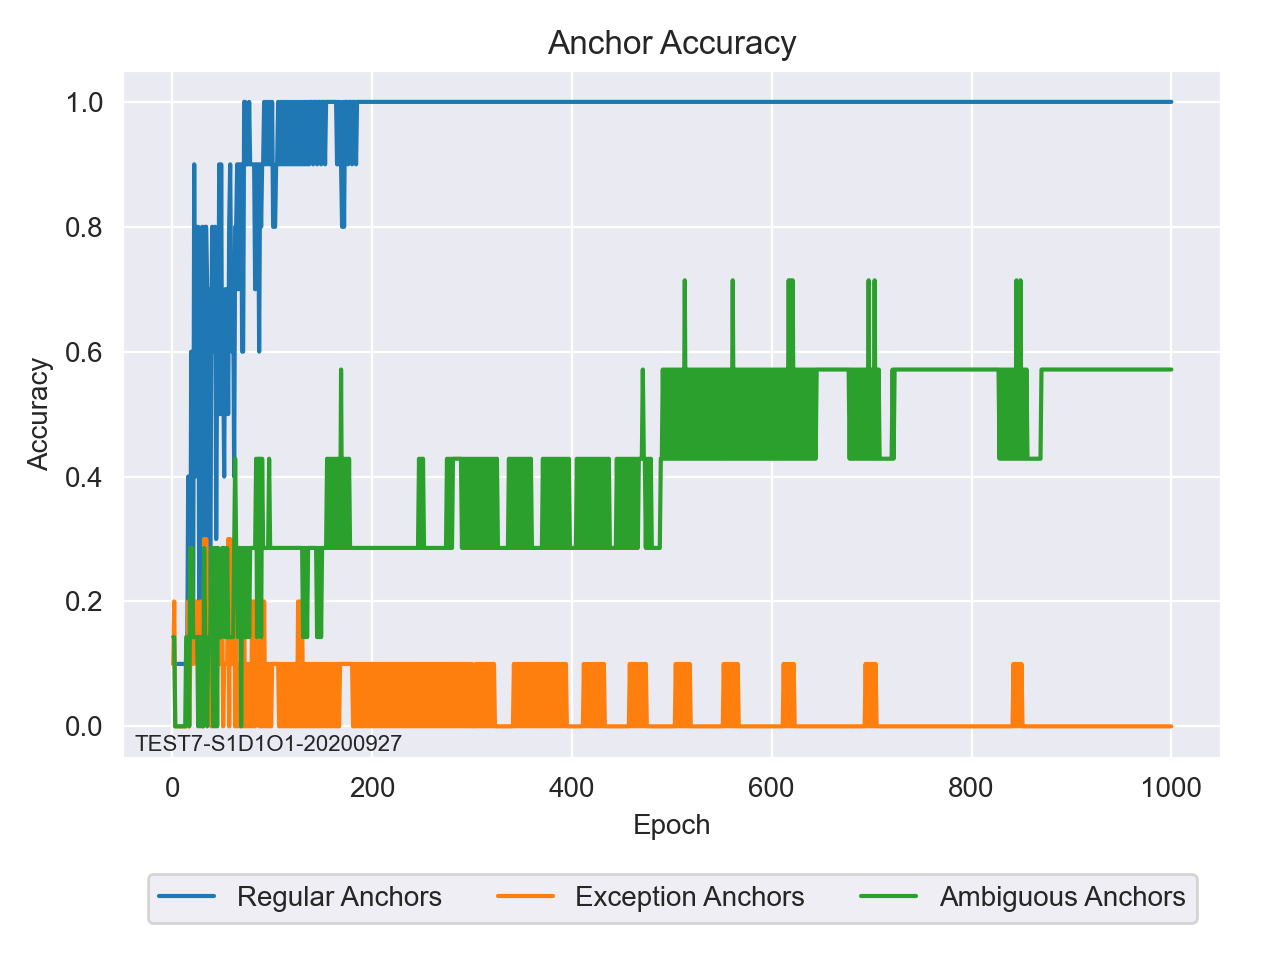 Anchor Accuracy
1.0
0.8
0.6
0.4
0.2
0.0
Accuracy
TEST7-S1D1O1-20200927
0 200 400 600 800 1000
Epoch
Regular Anchors Exception Anchors Ambiguous Anchors